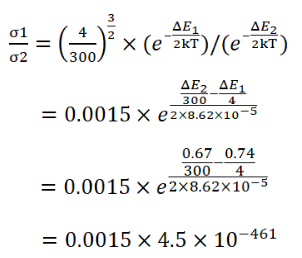 σ1/σ2 = (4/300)^(3/2) × (e^(-ΔE₁/2kT))/(e^(-ΔE₂/2kT))
= 0.0015 × e^((ΔE₂/300 - ΔE₁/4)/(2×8.62×10⁻⁵))
= 0.0015 × e^((0.67/300 - 0.74/4)/(2×8.62×10⁻⁵))
= 0.0015 × 4.5 × 10⁻⁴⁶¹